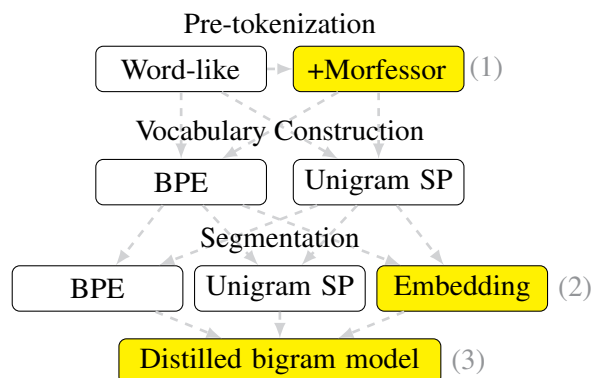 Pre-tokenization
Word-like +Morfessor (1)
Vocabulary Construction
BPE Unigram SP
Segmentation
BPE Unigram SP Embedding (2)
Distilled bigram model (3)